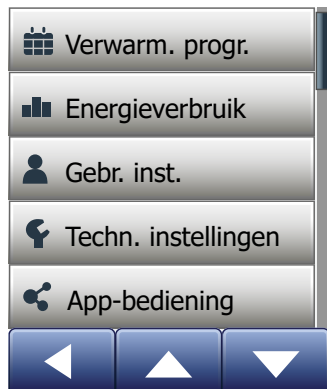 Verwarm. progr.
Energieverbruik
Gebr. inst.
Techn. instellingen
App-bediening